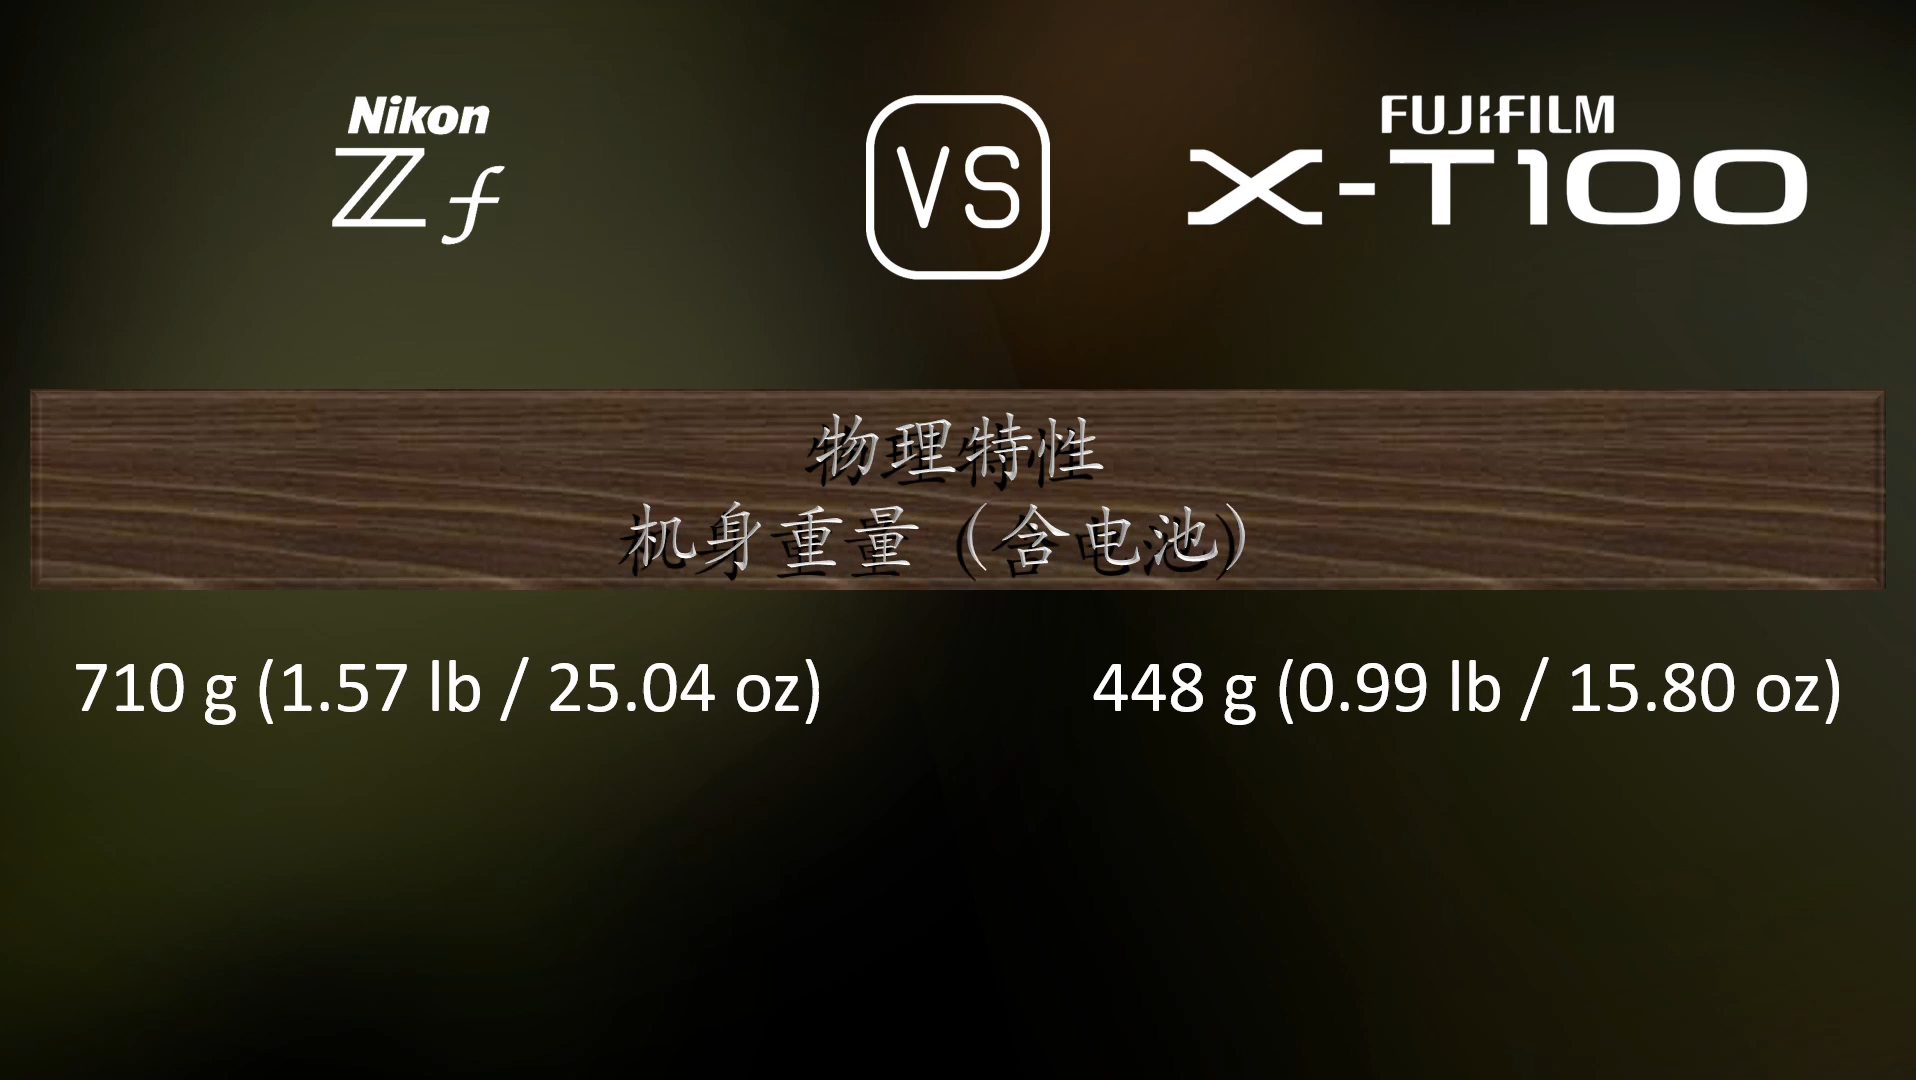 Nikon
Z f
VS
FUJIFILM
X-T100
物理特性
机身重量（含电池）
710 g (1.57 lb / 25.04 oz)
448 g (0.99 lb / 15.80 oz)